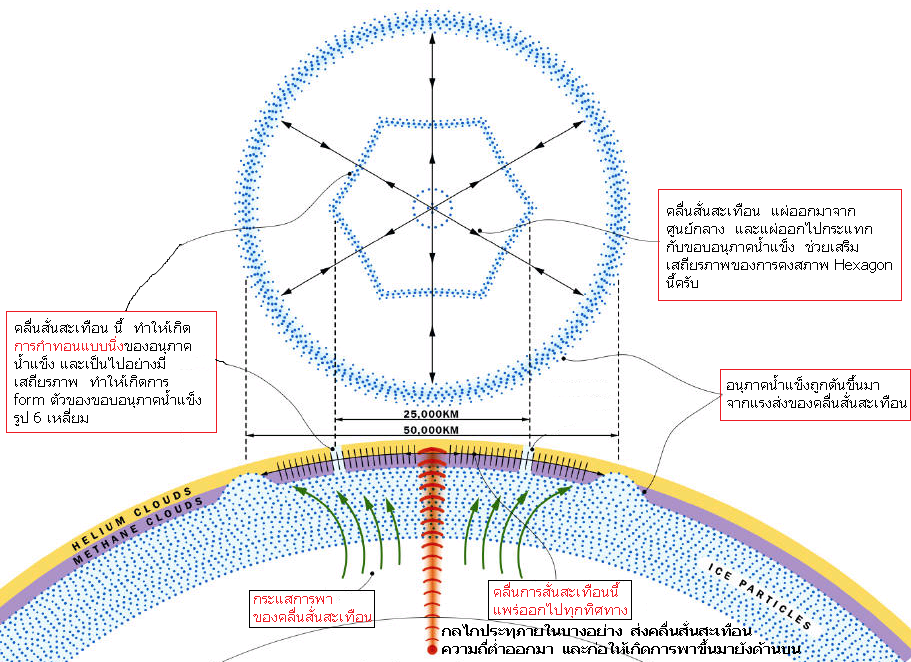 คลื่นสั่นสะเทือน แผ่ออกมาจาก
ศูนย์กลาง และแผ่ออกไปกระแทก
กับขอบอนุภาคน้ำแข็ง ช่วยเสริม
เสถียรภาพของการคงสภาพ Hexagon
นี้ครับ
คลื่นสั่นสะเทือน นี้ ทำให้เกิด
การกำทอนแบบนิ่งของอนุภาค
น้ำแข็ง และเป็นไปอย่างมี
เสถียรภาพ ทำให้เกิดการ
form ตัวของขอบอนุภาคน้ำแข็ง
รูป 6 เหลี่ยม
อนุภาคน้ำแข็งถูกดันขึ้นมา
จากแรงส่งของคลื่นสั่นสะเทือน
25,000KM
50,000KM
HELIUM CLOUDS
METHANE CLOUDS
ICE PARTICLES
กระแสการพา
ของคลื่นสั่นสะเทือน
คลื่นการสั่นสะเทือนนี้
แพร่ออกไปทุกทิศทาง
กลไกประทุภายในบางอย่าง ส่งคลื่นสั่นสะเทือน
ความถี่ต่ำออกมา และก่อให้เกิดการพาขึ้นมายังด้านบน